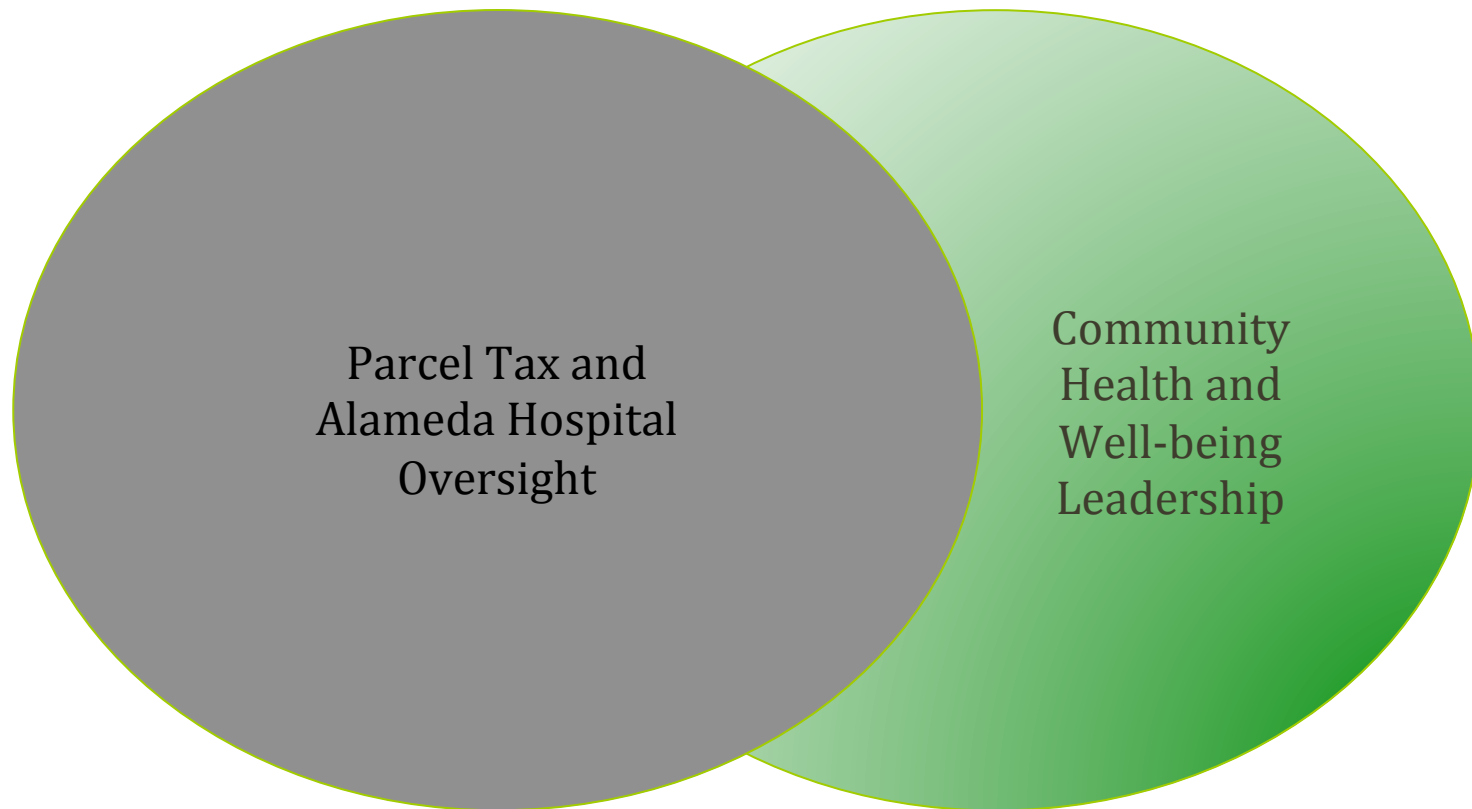 Parcel Tax and
Alameda Hospital
Oversight
Community
Health and
Well-being
Leadership